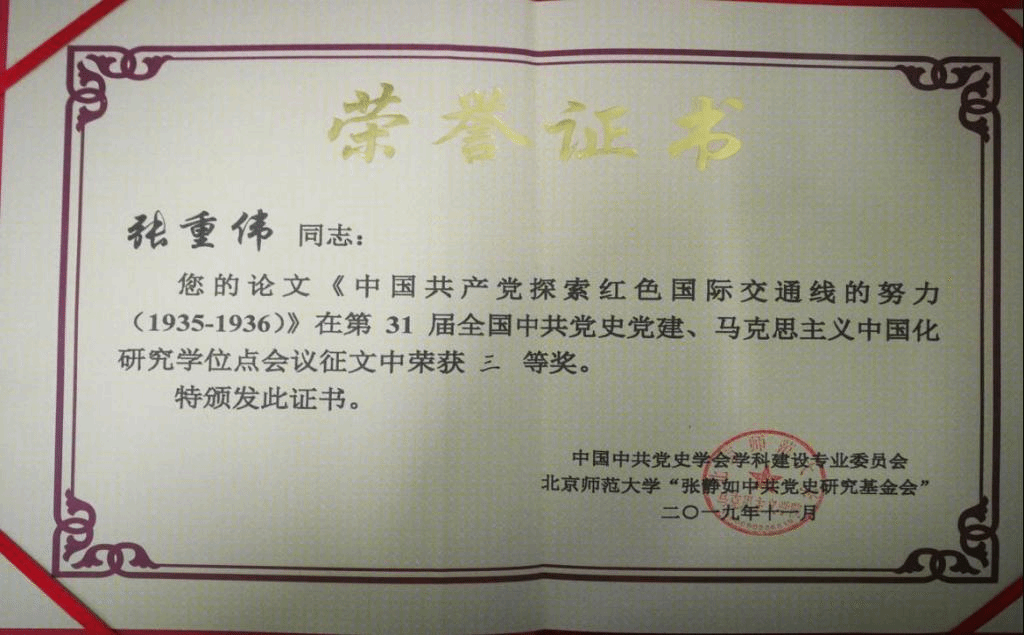 荣誉证书
张重伟 同志：
您的论文《中国共产党探索红色国际交通线的努力
（1935-1936）》在第 31 届全国中共党史党建、马克思主义中国化
研究学位点会议征文中荣获 三 等奖。
特颁发此证书。
中国中共党史学会学科建设专业委员会
北京师范大学“张静如中共党史研究基金会”
二〇一九年十一月